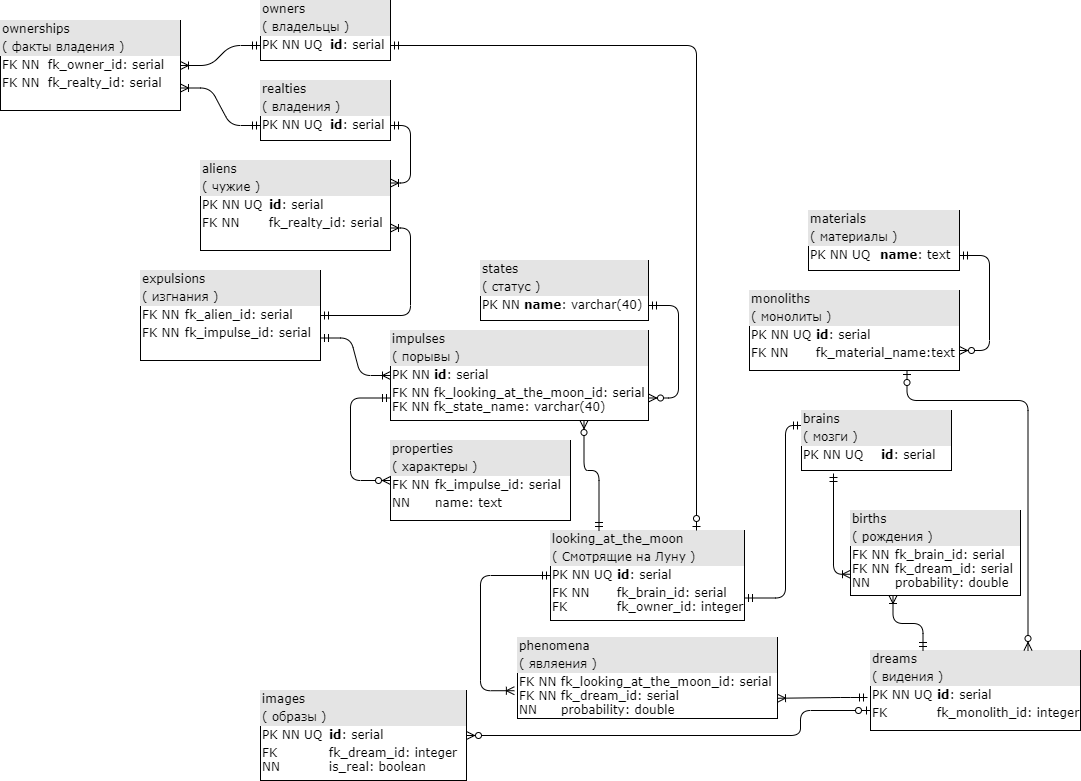 owners
( владельцы )
PK NN UQ id: serial
ownerships
( факты владения )
FK NN fk_owner_id: serial
FK NN fk_realty_id: serial
realties
( владения )
PK NN UQ id: serial
aliens
( чужие )
PK NN UQ id: serial
FK NN fk_realty_id: serial
materials
( материалы )
PK NN UQ name: text
states
( статус )
PK NN name: varchar(40)
expulsions
( изгнания )
FK NN fk_alien_id: serial
FK NN fk_impulse_id: serial
monoliths
( монолиты )
PK NN UQ id: serial
FK NN fk_material_name:text
impulses
( порывы )
PK NN id: serial
FK NN fk_looking_at_the_moon_id: serial
FK NN fk_state_name: varchar(40)
brains
( мозги )
PK NN UQ id: serial
properties
( характеры )
FK NN fk_impulse_id: serial
NN name: text
births
( рождения )
FK NN fk_brain_id: serial
FK NN fk_dream_id: serial
NN probability: double
looking_at_the_moon
( Смотрящие на Луну )
PK NN UQ id: serial
FK NN fk_brain_id: serial
FK fk_owner_id: integer
phenomena
( являения )
FK NN fk_looking_at_the_moon_id: serial
FK NN fk_dream_id: serial
NN probability: double
dreams
( видения )
PK NN UQ id: serial
FK fk_monolith_id: integer
images
( образы )
PK NN UQ id: serial
FK fk_dream_id: integer
NN is_real: boolean